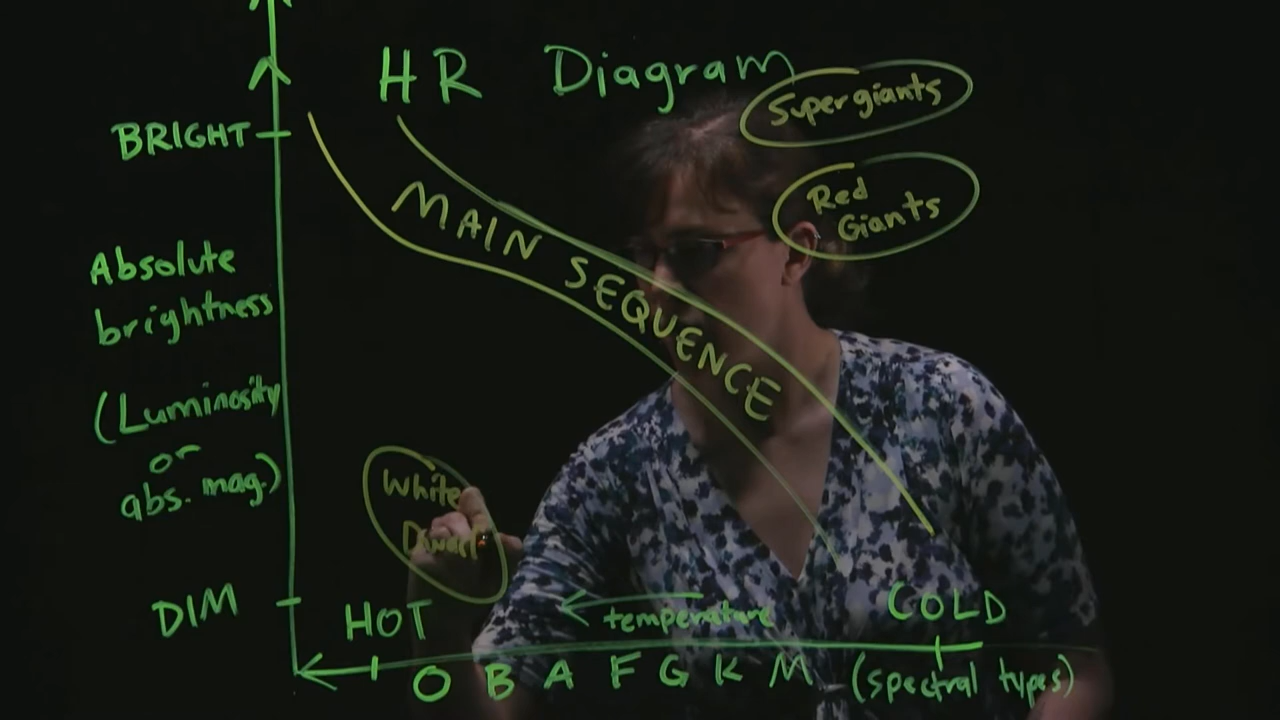 HR Diagram
Supergiants
BRIGHT
Red
Giants
MAIN SEQUENCE
Absolute
brightness
(Luminosity
or
abs. mag.)
White
Dwarf
DIM
HOT
temperature
COLD
O B A F G K M (spectral types)